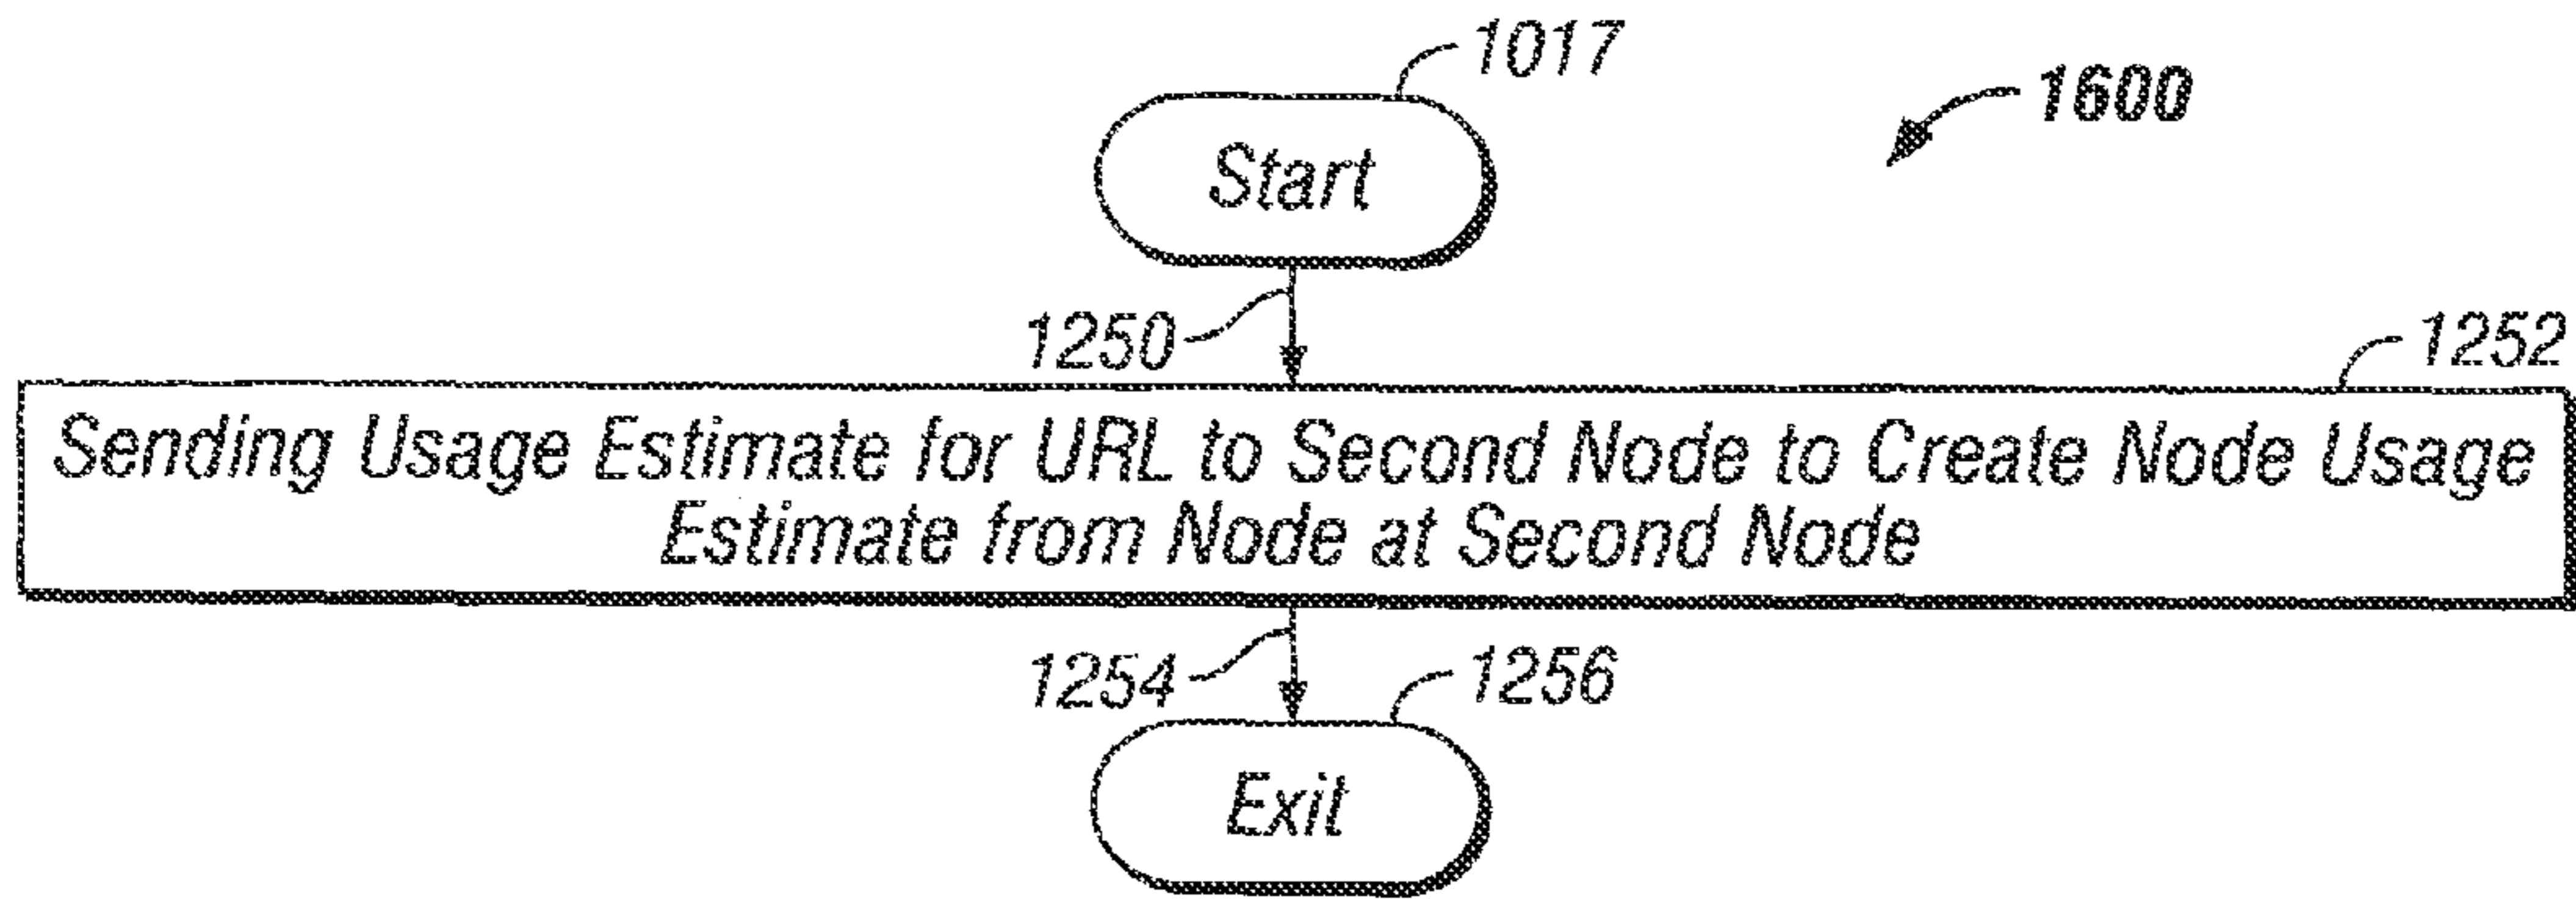 1017
1600
Start
1250
1252
Sending Usage Estimate for URL to Second Node to Create Node Usage
Estimate from Node at Second Node
1254
1256
Exit